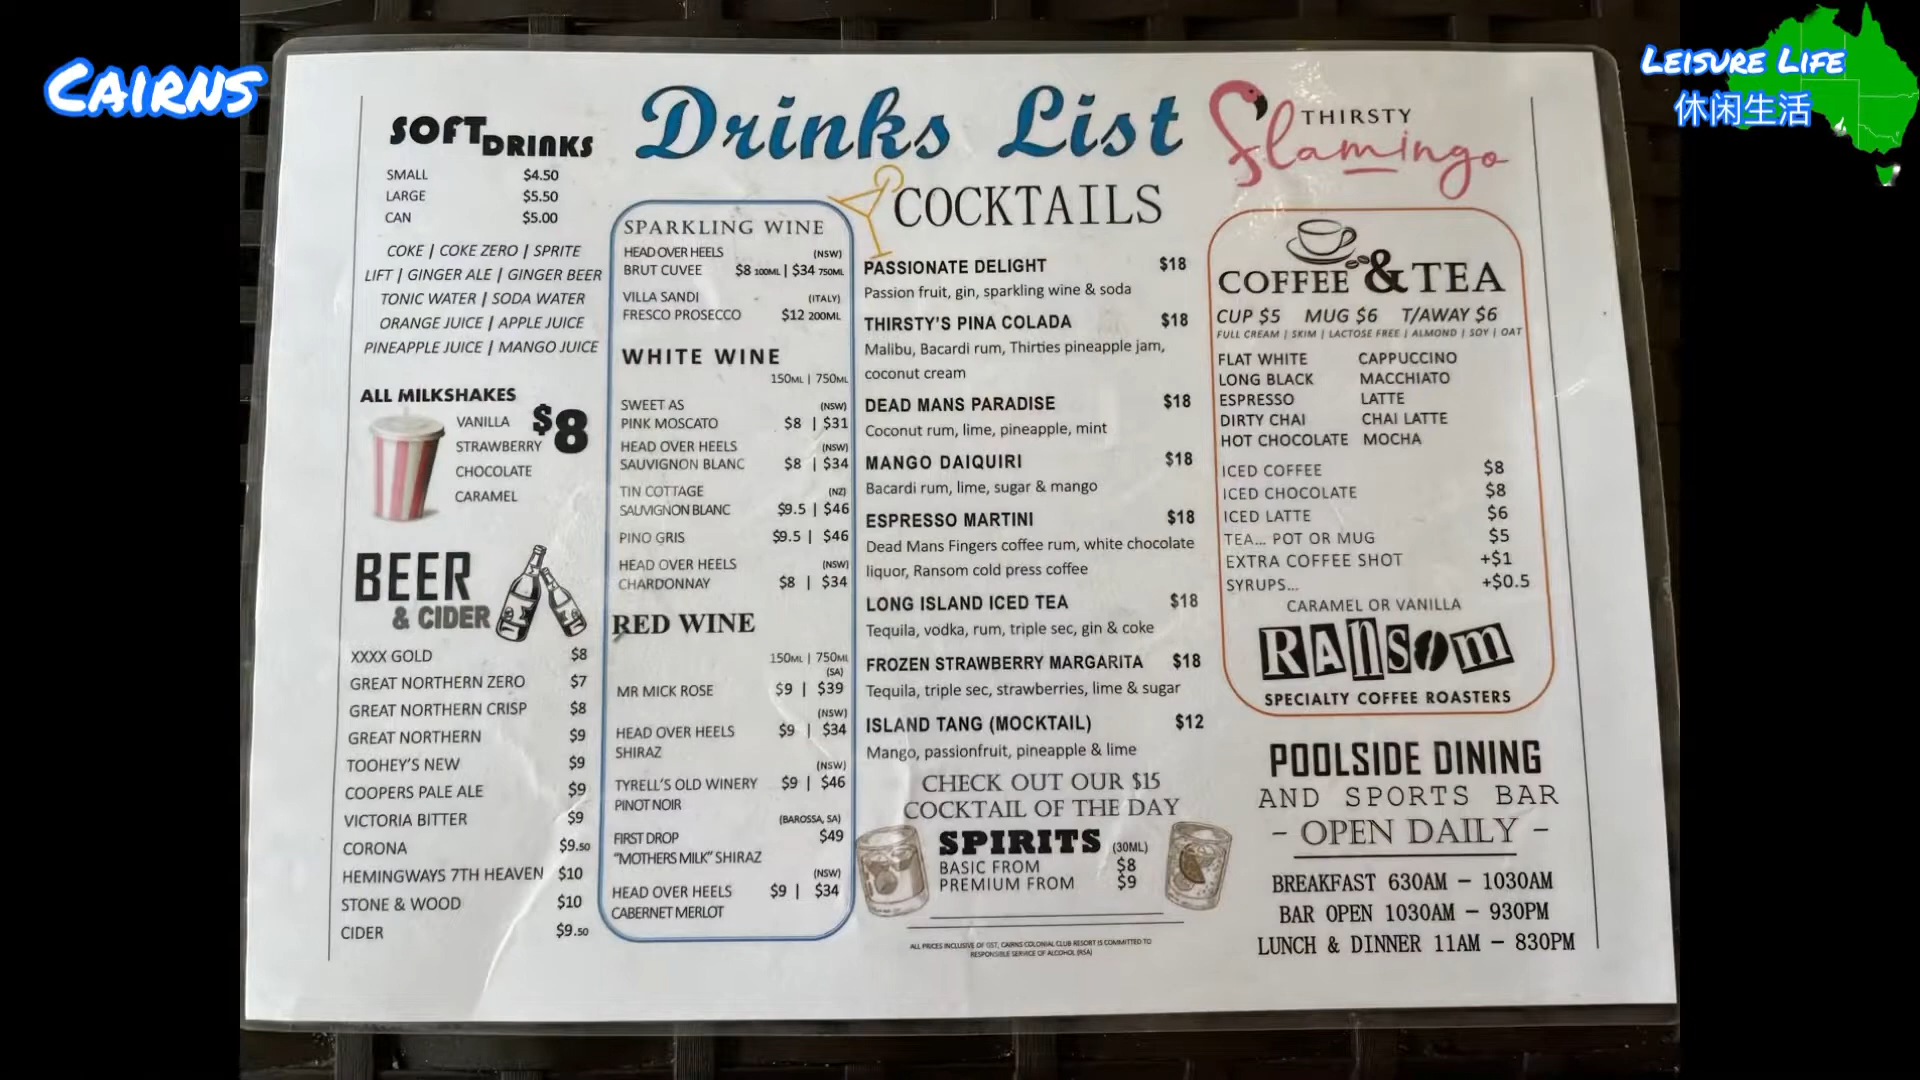 CAIRNS
LEISURE LIFE
休闲生活
Drinks List
THIRSTY
Flamingo
SOFT DRINKS
SMALL $4.50
LARGE $5.50
CAN $5.00
COKE | COKE ZERO | SPRITE
LIFT | GINGER ALE | GINGER BEER
TONIC WATER | SODA WATER
ORANGE JUICE | APPLE JUICE
PINEAPPLE JUICE | MANGO JUICE
ALL MILKSHAKES
$8
VANILLA
STRAWBERRY
CHOCOLATE
CARAMEL
BEER
& CIDER
XXXX GOLD $8
GREAT NORTHERN ZERO $7
GREAT NORTHERN CRISP $8
GREAT NORTHERN $9
TOOHEY'S NEW $9
COOPERS PALE ALE $9
VICTORIA BITTER $9
CORONA $9.50
HEMINGWAYS 7TH HEAVEN $10
STONE & WOOD $10
CIDER $9.50
SPARKLING WINE
HEAD OVER HEELS (NSW)
BRUT CUVEE $8 100ML | $34 750ML
VILLA SANDI (ITALY)
FRESCO PROSECCO $12 200ML
WHITE WINE
150ML | 750ML
SWEET AS (NSW)
PINK MOSCATO $8 | $31
HEAD OVER HEELS (NSW)
SAUVIGNON BLANC $8 | $34
TIN COTTAGE (NZ)
SAUVIGNON BLANC $9.5 | $46
PINO GRIS $9.5 | $46
HEAD OVER HEELS (NSW)
CHARDONNAY $8 | $34
RED WINE
150ML | 750ML
(SA)
MR MICK ROSE $9 | $39
(NSW)
HEAD OVER HEELS $9 | $34
SHIRAZ
(NSW)
TYRELL'S OLD WINERY $9 | $46
PINOT NOIR
(BAROSSA, SA)
FIRST DROP $49
"MOTHERS MILK" SHIRAZ
(NSW)
HEAD OVER HEELS $9 | $34
CABERNET MERLOT
COCKTAILS
PASSIONATE DELIGHT $18
Passion fruit, gin, sparkling wine & soda
THIRSTY'S PINA COLADA $18
Malibu, Bacardi rum, Thirties pineapple jam,
coconut cream
DEAD MANS PARADISE $18
Coconut rum, lime, pineapple, mint
MANGO DAIQUIRI $18
Bacardi rum, lime, sugar & mango
ESPRESSO MARTINI $18
Dead Mans Fingers coffee rum, white chocolate
liquor, Ransom cold press coffee
LONG ISLAND ICED TEA $18
Tequila, vodka, rum, triple sec, gin & coke
FROZEN STRAWBERRY MARGARITA $18
Tequila, triple sec, strawberries, lime & sugar
ISLAND TANG (MOCKTAIL) $12
Mango, passionfruit, pineapple & lime
CHECK OUT OUR $15
COCKTAIL OF THE DAY
SPIRITS (30ML)
BASIC FROM $8
PREMIUM FROM $9
ALL PRICES INCLUSIVE OF GST, CAIRNS COLONIAL CLUB RESORT IS COMMITTED TO
RESPONSIBLE SERVICE OF ALCOHOL (RSA)
COFFEE & TEA
CUP $5 MUG $6 T/AWAY $6
FULL CREAM | SKIM | LACTOSE FREE | ALMOND | SOY | OAT
FLAT WHITE CAPPUCCINO
LONG BLACK MACCHIATO
ESPRESSO LATTE
DIRTY CHAI CHAI LATTE
HOT CHOCOLATE MOCHA
ICED COFFEE $8
ICED CHOCOLATE $8
ICED LATTE $6
TEA... POT OR MUG $5
EXTRA COFFEE SHOT +$1
SYRUPS... +$0.5
CARAMEL OR VANILLA
RANSOM
SPECIALTY COFFEE ROASTERS
POOLSIDE DINING
AND SPORTS BAR
- OPEN DAILY -
BREAKFAST 630AM – 1030AM
BAR OPEN 1030AM – 930PM
LUNCH & DINNER 11AM – 830PM